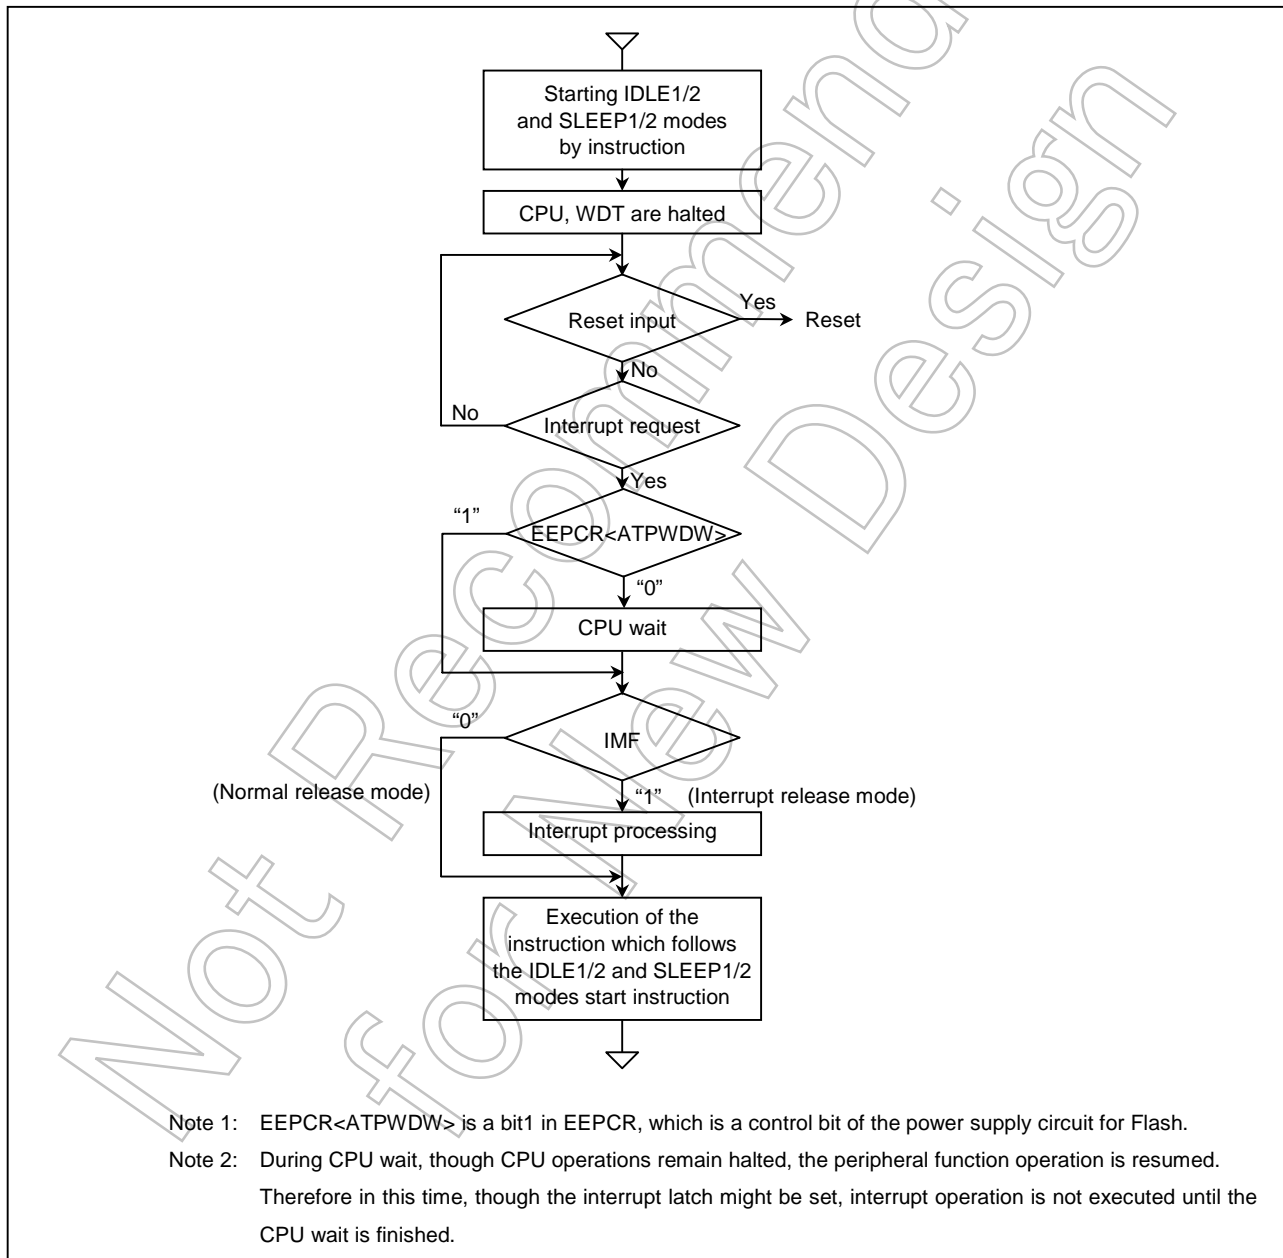 Starting IDLE1/2
and SLEEP1/2 modes
by instruction
CPU, WDT are halted
Reset input
Yes
Reset
No
Interrupt request
No
Yes
EEPCR<ATPWDW>
“1”
“0”
CPU wait
IMF
“0”
(Normal release mode)
“1” (Interrupt release mode)
Interrupt processing
Execution of the
instruction which follows
the IDLE1/2 and SLEEP1/2
modes start instruction
Note 1: EEPCR<ATPWDW> is a bit1 in EEPCR, which is a control bit of the power supply circuit for Flash.
Note 2: During CPU wait, though CPU operations remain halted, the peripheral function operation is resumed.
Therefore in this time, though the interrupt latch might be set, interrupt operation is not executed until the
CPU wait is finished.
Not Recommend
for New Design